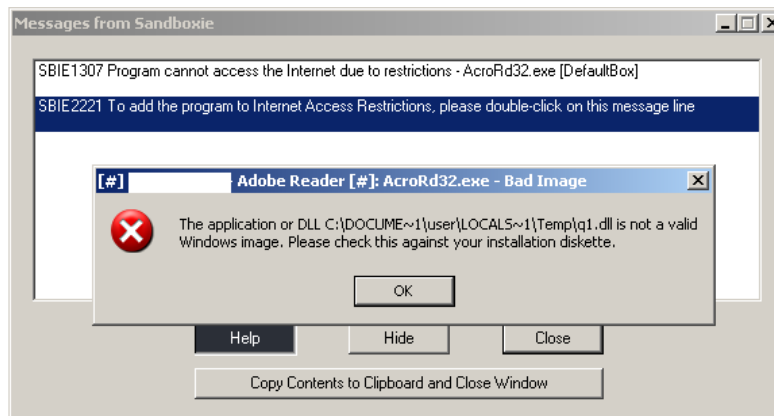 Messages from Sandboxie
SBIE1307 Program cannot access the Internet due to restrictions - AcroRd32.exe [DefaultBox]
SBIE2221 To add the program to Internet Access Restrictions, please double-click on this message line
[#] - Adobe Reader [#]: AcroRd32.exe - Bad Image
The application or DLL C:\DOCUME~1\user\LOCALS~1\Temp\q1.dll is not a valid
Windows image. Please check this against your installation diskette.
OK
Help Hide Close
Copy Contents to Clipboard and Close Window